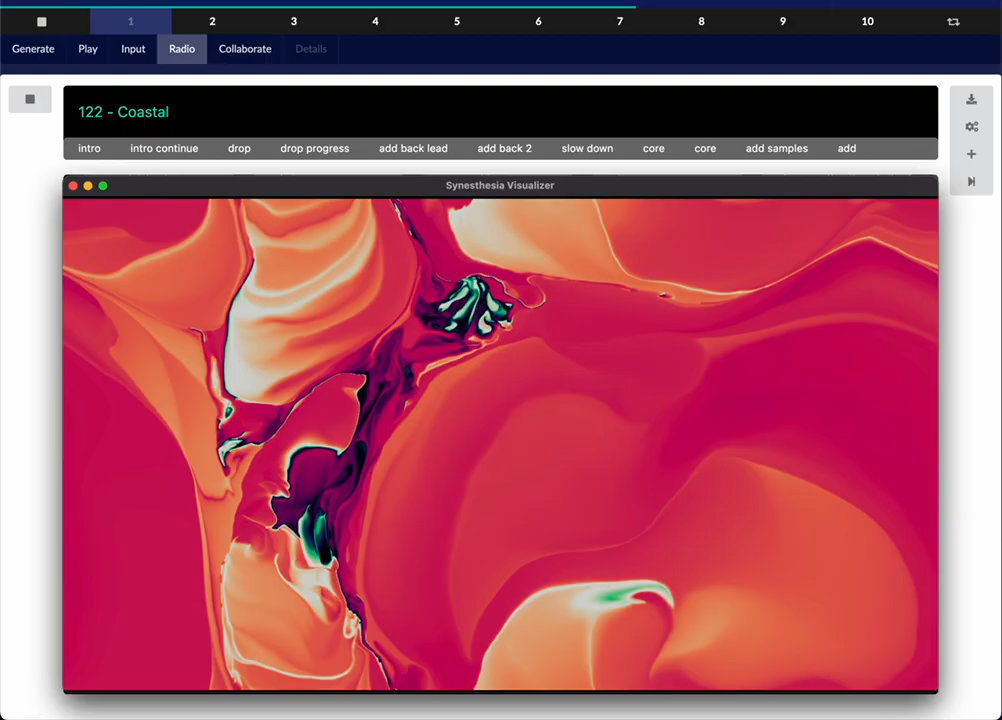 1 2 3 4 5 6 7 8 9 10
Generate Play Input Radio Collaborate Details
122 - Coastal
intro intro continue drop drop progress add back lead add back 2 slow down core core add samples add
Synesthesia Visualizer